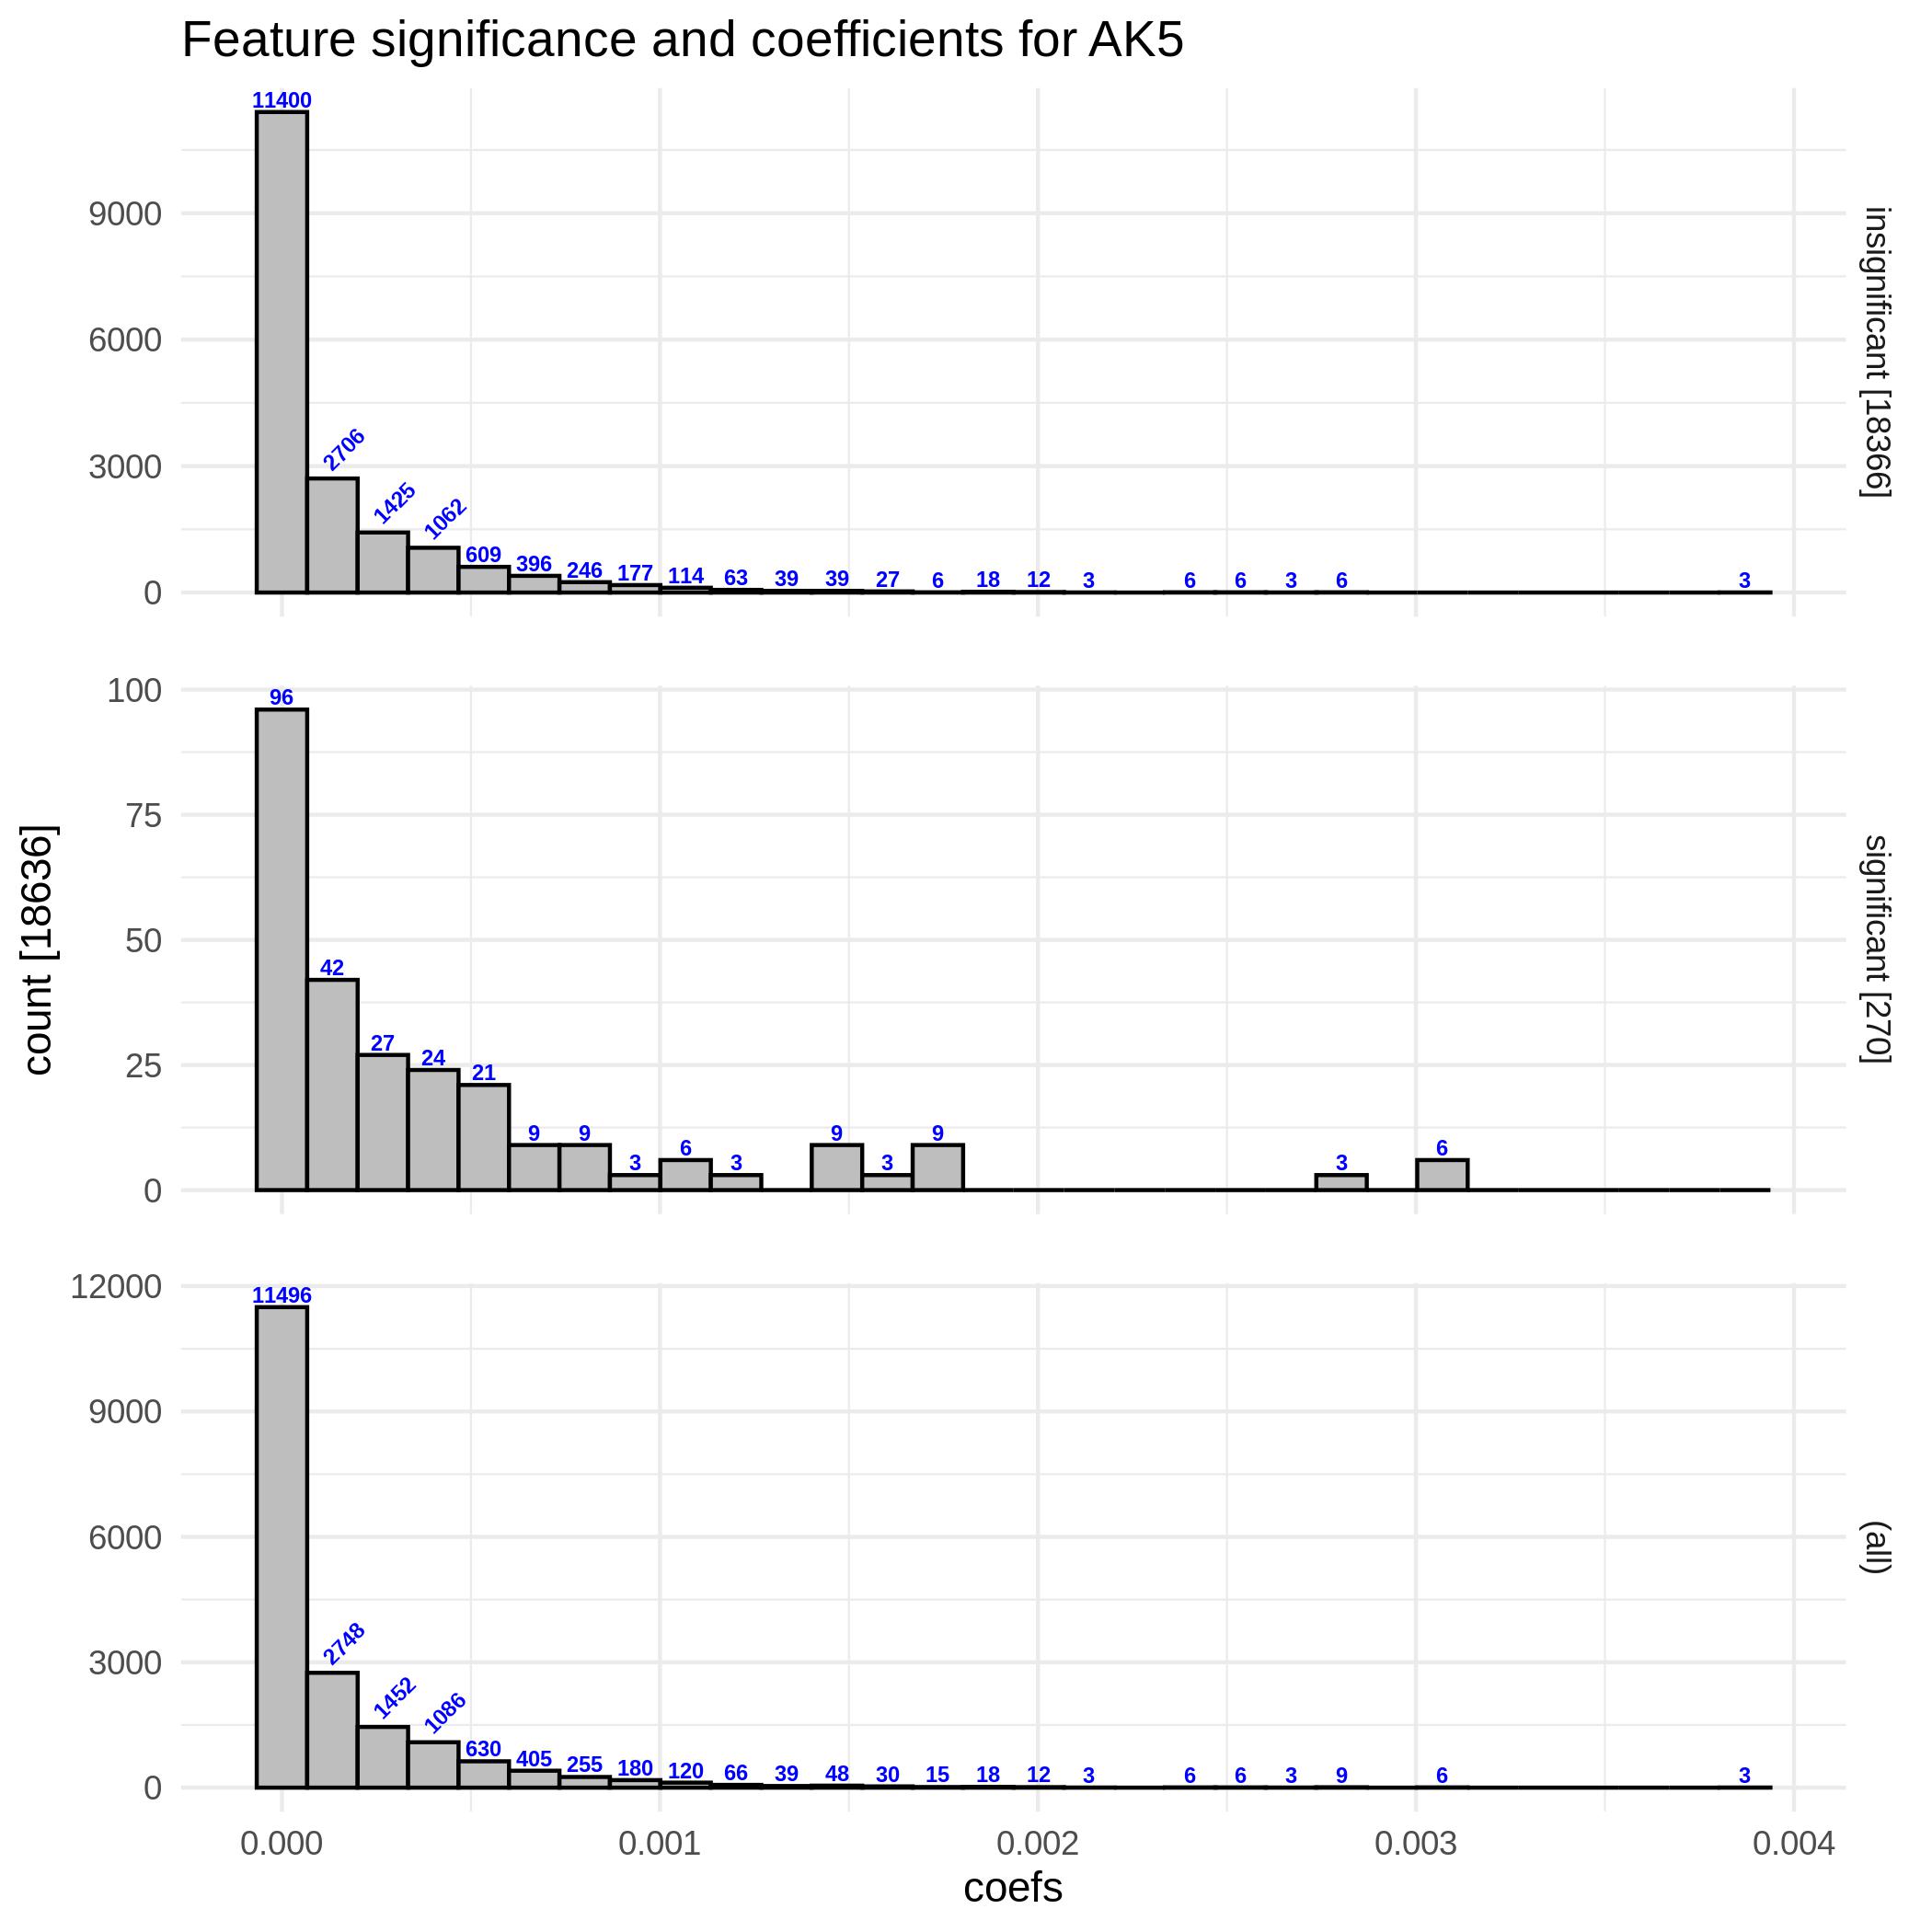 Feature significance and coefficients for AK5
11400
9000
6000
3000
0
2706
1425
1062
609 396 246 177 114 63 39 39 27 6 18 12 3 6 6 3 6 3
insignificant [18366]
count [18636]
100
75
50
25
0
96
42
27 24 21
9 9 3 6 3 9 3 9 3 6
significant [270]
12000
9000
6000
3000
0
11496
2748
1452
1086
630 405 255 180 120 66 39 48 30 15 18 12 3 6 6 3 9 6 3
(all)
0.000 0.001 0.002 0.003 0.004
coefs